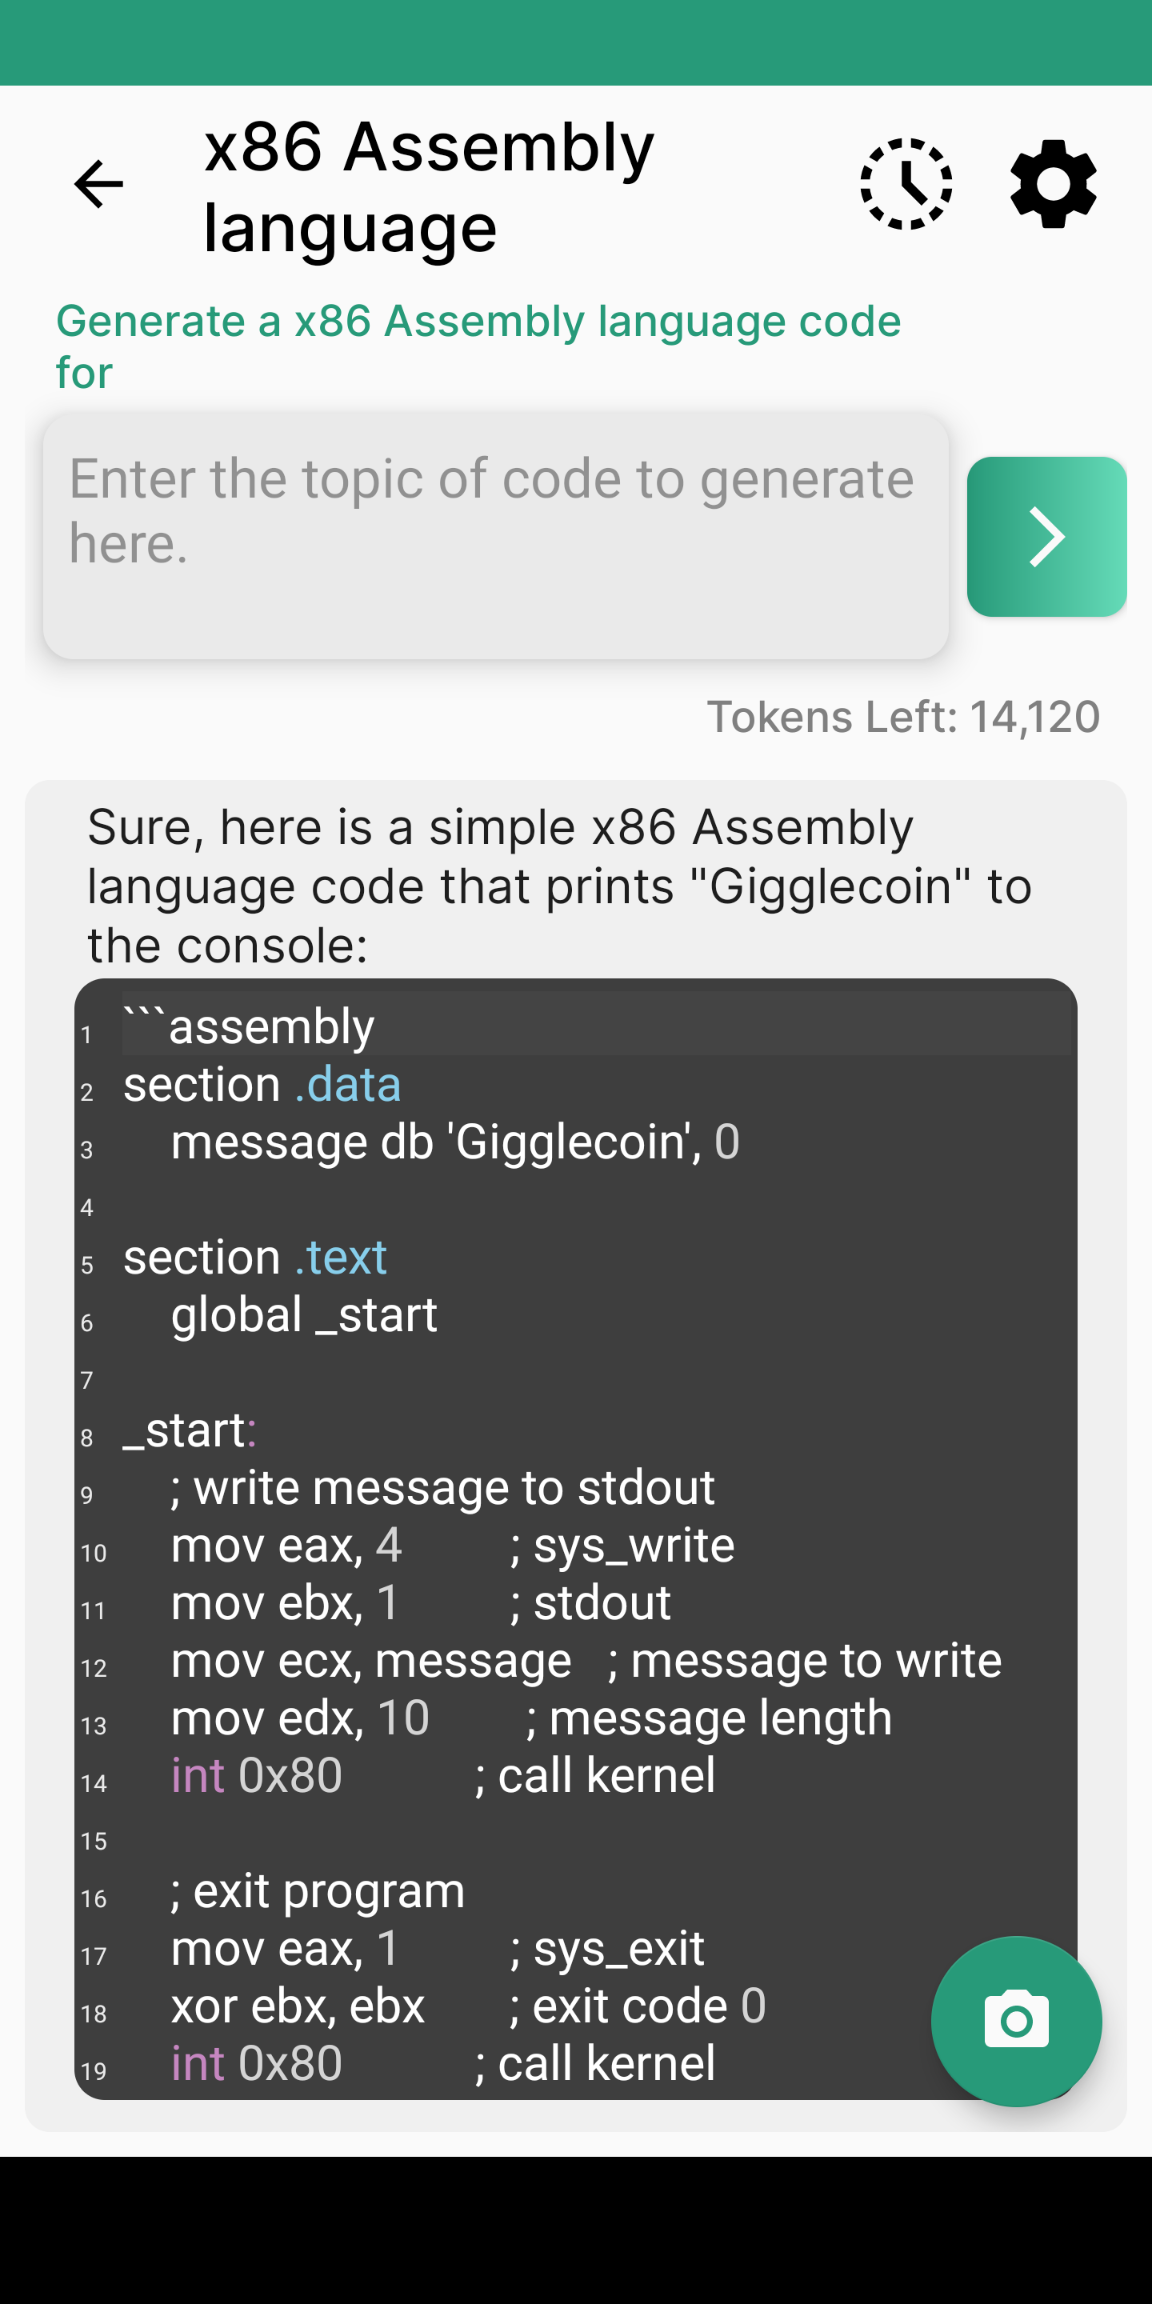 x86 Assembly
language
Generate a x86 Assembly language code
for
Enter the topic of code to generate
here.
Tokens Left: 14,120
Sure, here is a simple x86 Assembly
language code that prints "Gigglecoin" to
the console:
1 ```assembly
2 section .data
3     message db 'Gigglecoin', 0
4
5 section .text
6     global _start
7
8 _start:
9     ; write message to stdout
10     mov eax, 4         ; sys_write
11     mov ebx, 1         ; stdout
12     mov ecx, message   ; message to write
13     mov edx, 10        ; message length
14     int 0x80           ; call kernel
15
16     ; exit program
17     mov eax, 1         ; sys_exit
18     xor ebx, ebx       ; exit code 0
19     int 0x80           ; call kernel